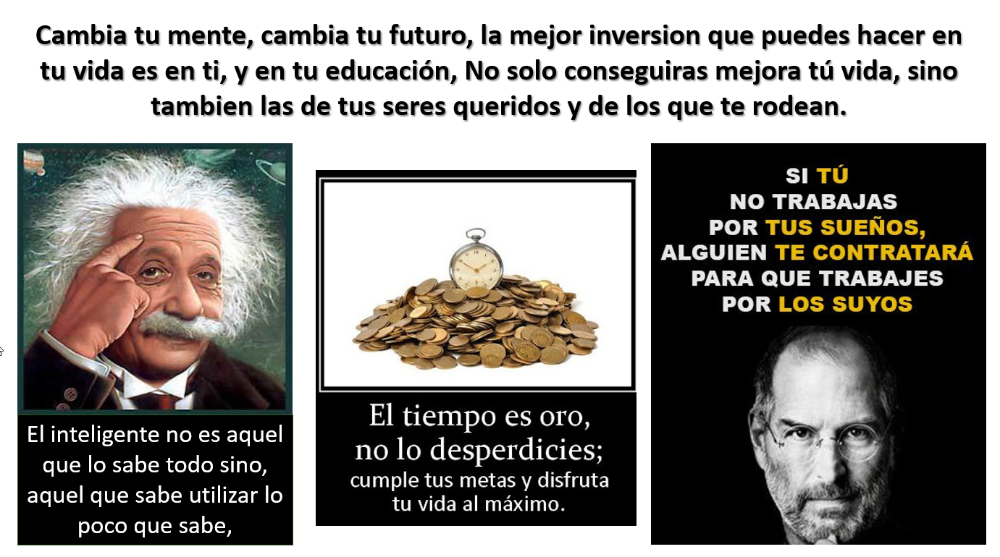 Cambia tu mente, cambia tu futuro, la mejor inversion que puedes hacer en
tu vida es en ti, y en tu educación, No solo conseguiras mejora tú vida, sino
tambien las de tus seres queridos y de los que te rodean.
El inteligente no es aquel
que lo sabe todo sino,
aquel que sabe utilizar lo
poco que sabe,
El tiempo es oro,
no lo desperdicies;
cumple tus metas y disfruta
tu vida al máximo.
SI TÚ
NO TRABAJAS
POR TUS SUEÑOS,
ALGUIEN TE CONTRATARÁ
PARA QUE TRABAJES
POR LOS SUYOS